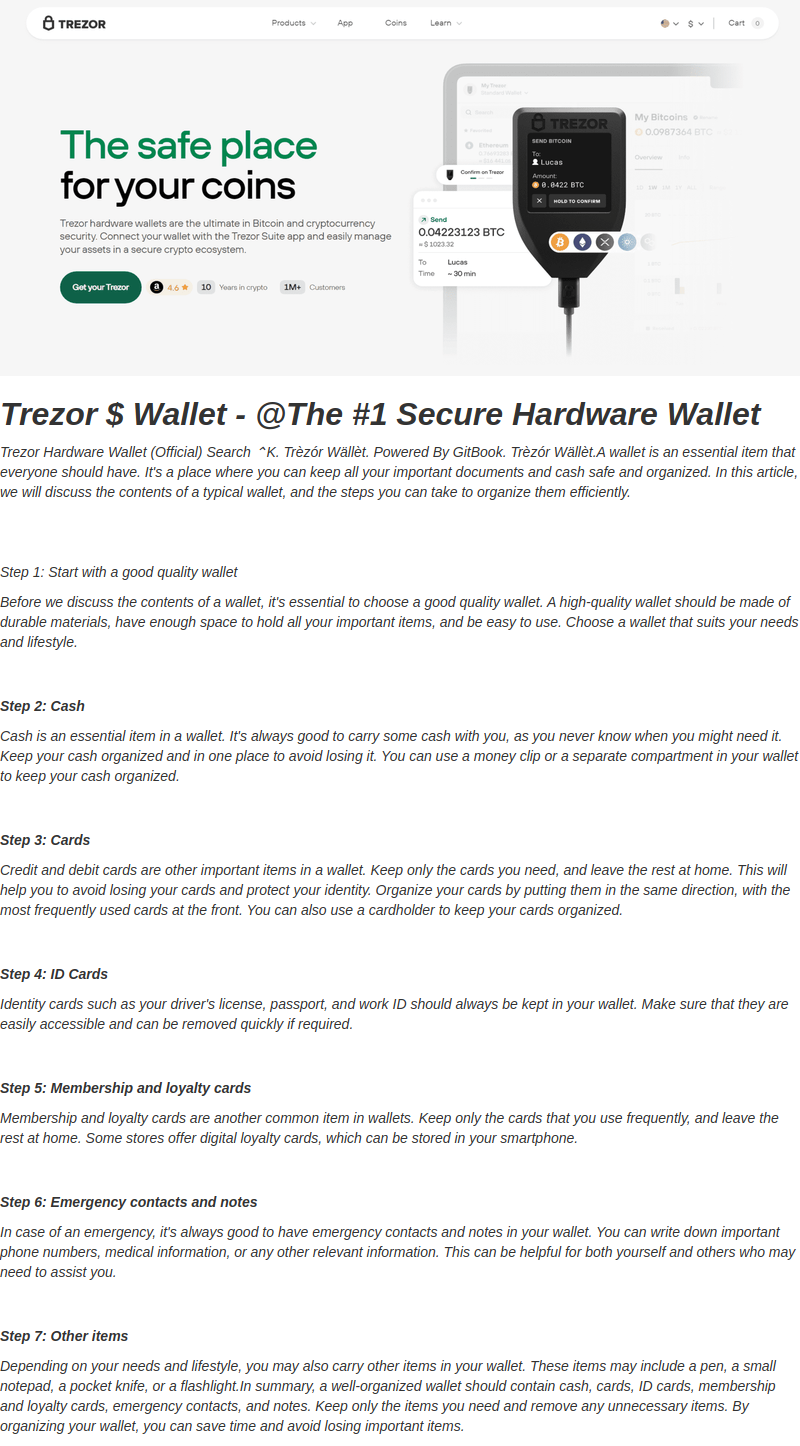 TREZOR
Products
App
Coins
Learn
$
Cart
0
The safe place
for your coins
Trezor hardware wallets are the ultimate in Bitcoin and cryptocurrency
security. Connect your wallet with the Trezor Suite app and easily manage
your assets in a secure crypto ecosystem.
Get your Trezor
a
4.6
10
Years in crypto
1M+
Customers
My Trezor
Ethereum
Confirm on Trezor
Send
0.04223123 BTC
≈ $ 1023.32
To Lucas
Time ~ 30 min
TREZOR
SEND BITCOIN
To:
Lucas
Amount:
0.0422 BTC
HOLD TO CONFIRM
My Bitcoins
0.0987364 BTC
Overview
Trezor $ Wallet - @The #1 Secure Hardware Wallet
Trezor Hardware Wallet (Official) Search ⌃K. Trèzór Wällèt. Powered By GitBook. Trèzór Wällèt.A wallet is an essential item that
everyone should have. It's a place where you can keep all your important documents and cash safe and organized. In this article,
we will discuss the contents of a typical wallet, and the steps you can take to organize them efficiently.
Step 1: Start with a good quality wallet
Before we discuss the contents of a wallet, it's essential to choose a good quality wallet. A high-quality wallet should be made of
durable materials, have enough space to hold all your important items, and be easy to use. Choose a wallet that suits your needs
and lifestyle.
Step 2: Cash
Cash is an essential item in a wallet. It's always good to carry some cash with you, as you never know when you might need it.
Keep your cash organized and in one place to avoid losing it. You can use a money clip or a separate compartment in your wallet
to keep your cash organized.
Step 3: Cards
Credit and debit cards are other important items in a wallet. Keep only the cards you need, and leave the rest at home. This will
help you to avoid losing your cards and protect your identity. Organize your cards by putting them in the same direction, with the
most frequently used cards at the front. You can also use a cardholder to keep your cards organized.
Step 4: ID Cards
Identity cards such as your driver's license, passport, and work ID should always be kept in your wallet. Make sure that they are
easily accessible and can be removed quickly if required.
Step 5: Membership and loyalty cards
Membership and loyalty cards are another common item in wallets. Keep only the cards that you use frequently, and leave the
rest at home. Some stores offer digital loyalty cards, which can be stored in your smartphone.
Step 6: Emergency contacts and notes
In case of an emergency, it's always good to have emergency contacts and notes in your wallet. You can write down important
phone numbers, medical information, or any other relevant information. This can be helpful for both yourself and others who may
need to assist you.
Step 7: Other items
Depending on your needs and lifestyle, you may also carry other items in your wallet. These items may include a pen, a small
notepad, a pocket knife, or a flashlight.In summary, a well-organized wallet should contain cash, cards, ID cards, membership
and loyalty cards, emergency contacts, and notes. Keep only the items you need and remove any unnecessary items. By
organizing your wallet, you can save time and avoid losing important items.